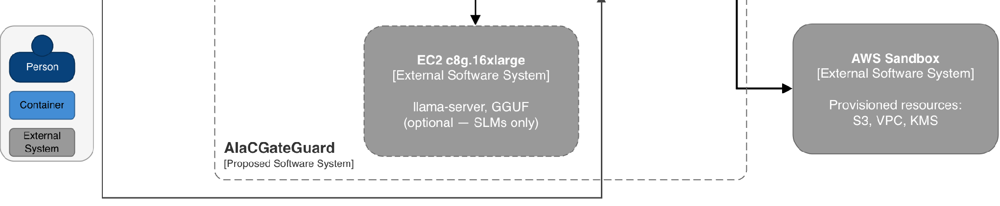 Person
Container
External
System
EC2 c8g.16xlarge
[External Software System]
llama-server, GGUF
(optional — SLMs only)
AIaCGateGuard
[Proposed Software System]
AWS Sandbox
[External Software System]
Provisioned resources:
S3, VPC, KMS